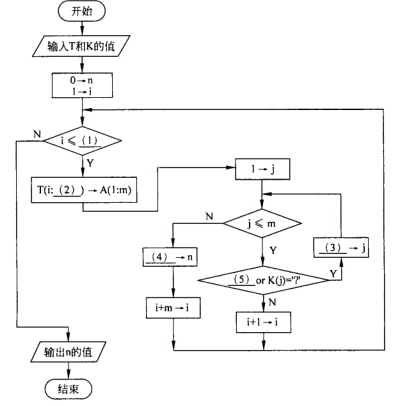 开始
输入T和K的值
0→n
1→i
N
i≤ (1)
Y
T(i: (2) )→A(1:m)
1→j
N
j≤m
Y
(3) →j
(4) →n
(5) or K(j)='?'
Y
N
i+m→i
i+1→i
输出n的值
结束